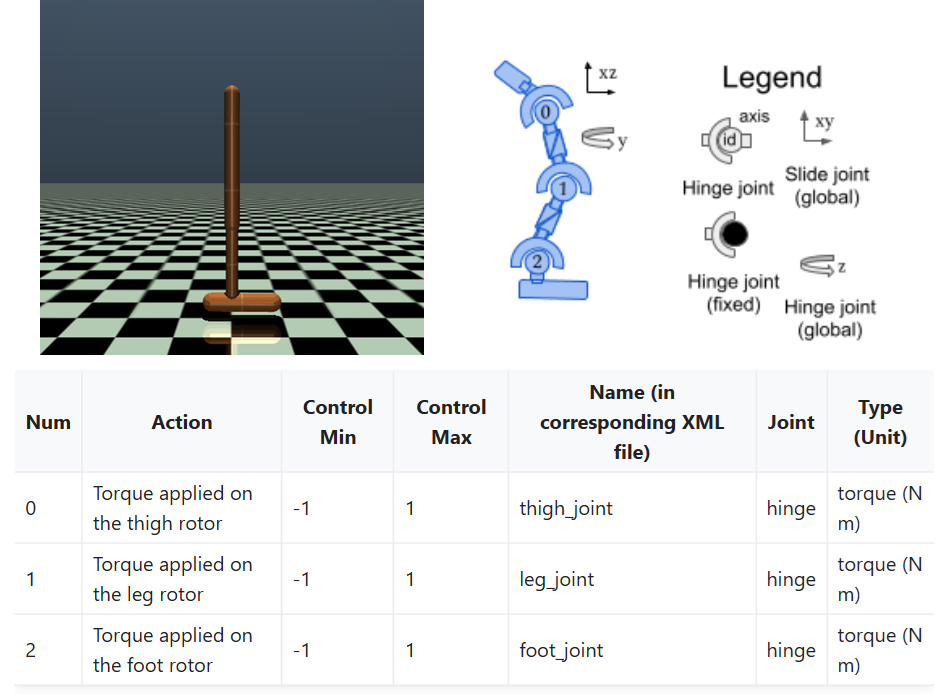 xz
0
y
1
2
Legend
axis
id
xy
Hinge joint
Slide joint
(global)
z
Hinge joint
(fixed)
Hinge joint
(global)
Num
Action
Control
Min
Control
Max
Name (in
corresponding XML
file)
Joint
Type
(Unit)
0
Torque applied on
the thigh rotor
-1
1
thigh_joint
hinge
torque (N
m)
1
Torque applied on
the leg rotor
-1
1
leg_joint
hinge
torque (N
m)
2
Torque applied on
the foot rotor
-1
1
foot_joint
hinge
torque (N
m)